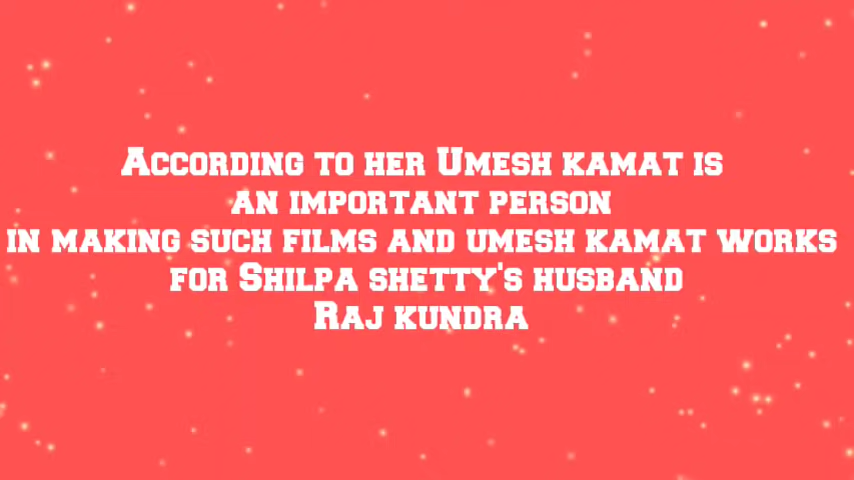 According to her Umesh kamat is
an important person
in making such films and umesh kamat works
for Shilpa shetty's husband
Raj kundra